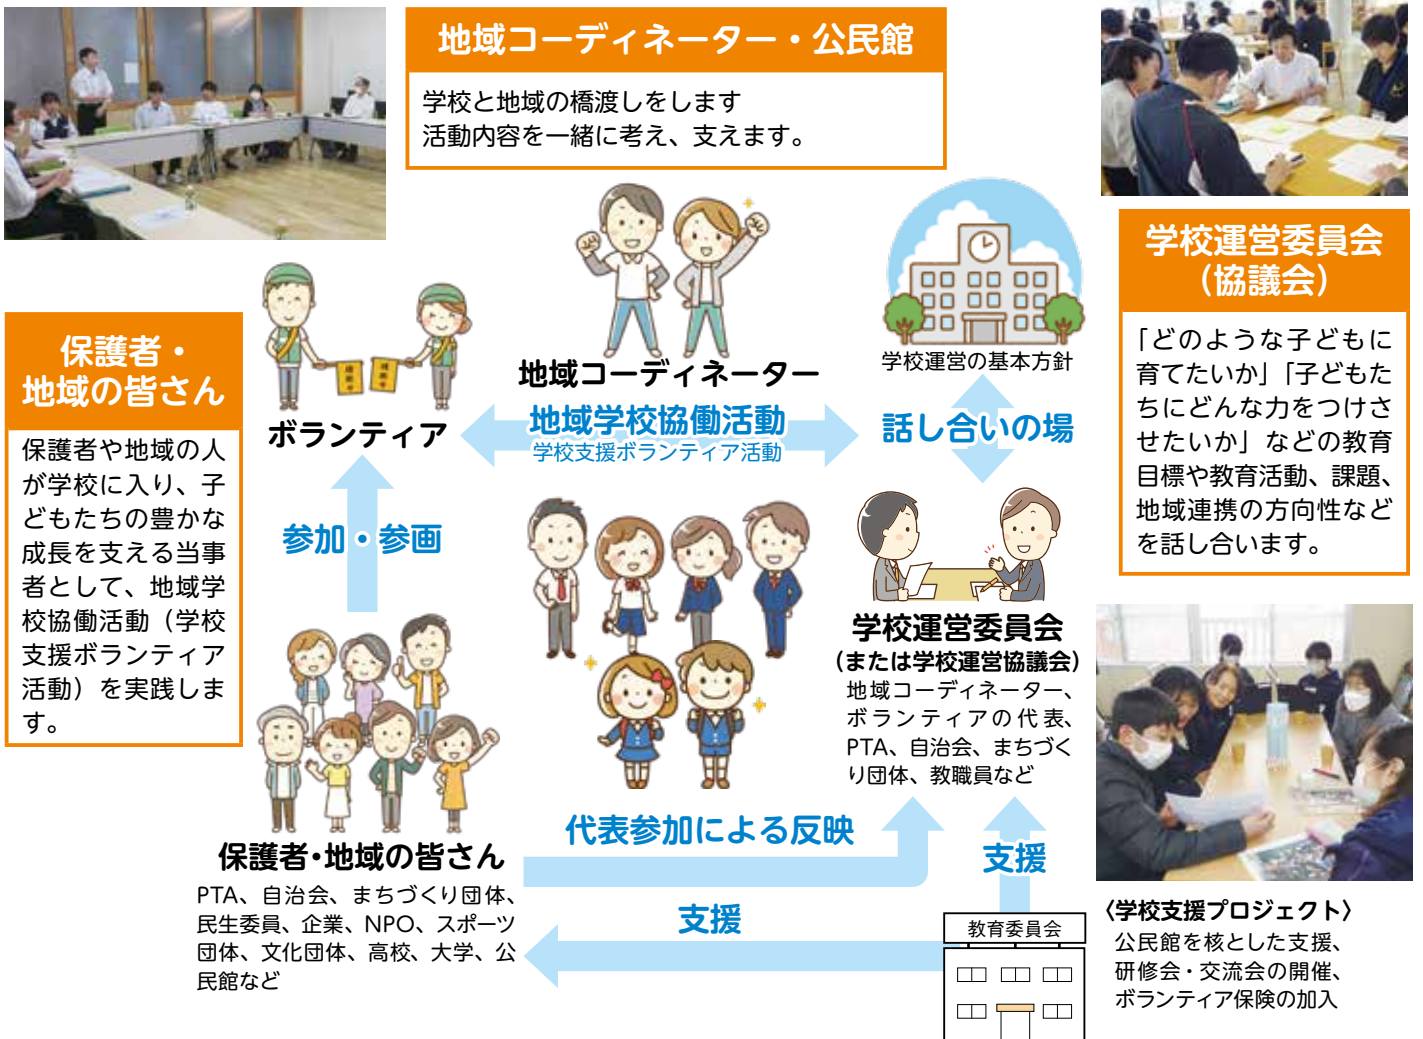 地域コーディネーター・公民館
学校と地域の橋渡しをします
活動内容を一緒に考え、支えます。
学校運営委員会
（協議会）
「どのような子どもに
育てたいか」「子どもた
ちにどんな力をつけさ
せたいか」などの教育
目標や教育活動、課題、
地域連携の方向性など
を話し合います。
保護者・
地域の皆さん
保護者や地域の人
が学校に入り、子
どもたちの豊かな
成長を支える当事
者として、地域学
校協働活動（学校
支援ボランティア
活動）を実践しま
す。
地域コーディネーター
学校運営の基本方針
ボランティア
地域学校協働活動
学校支援ボランティア活動
話し合いの場
参加・参画
学校運営委員会
（または学校運営協議会）
地域コーディネーター、
ボランティアの代表、
PTA、自治会、まちづく
り団体、教職員など
代表参加による反映
保護者・地域の皆さん
PTA、自治会、まちづくり団体、
民生委員、企業、NPO、スポーツ
団体、文化団体、高校、大学、公
民館など
支援
支援
教育委員会
〈学校支援プロジェクト〉
公民館を核とした支援、
研修会・交流会の開催、
ボランティア保険の加入